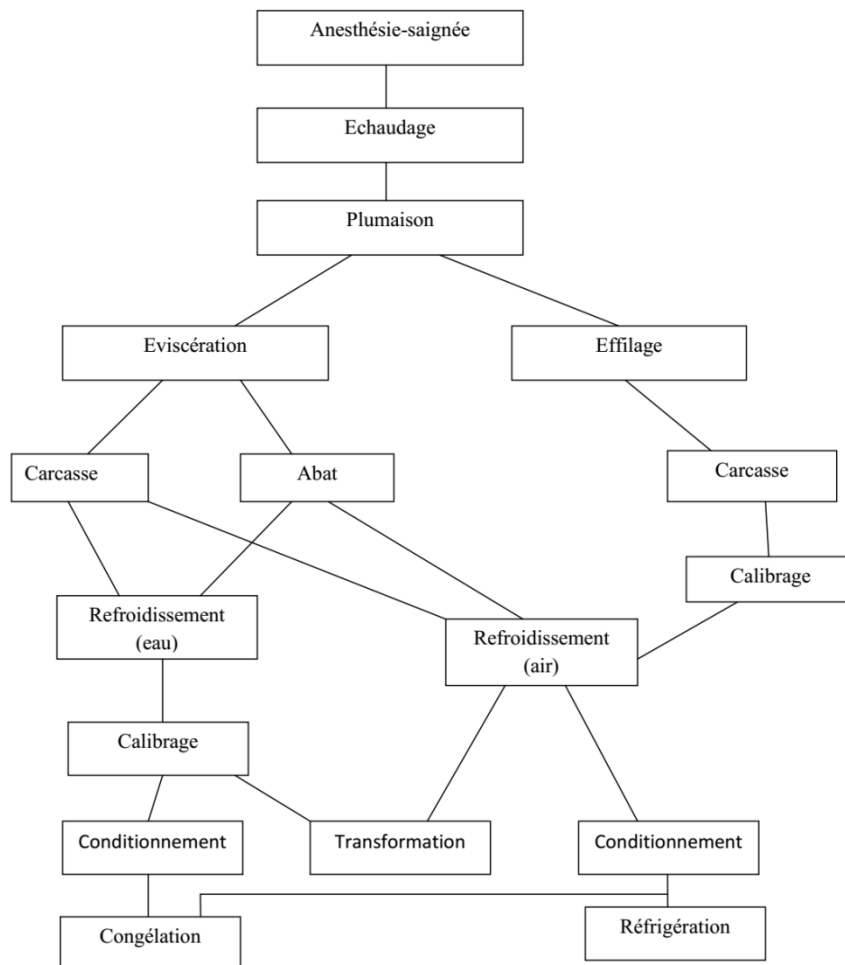 Anesthésie-saignée
Echaudage
Plumaison
Eviscération
Effilage
Carcasse
Abat
Carcasse
Calibrage
Refroidissement
(eau)
Refroidissement
(air)
Calibrage
Conditionnement
Transformation
Conditionnement
Congélation
Réfrigération